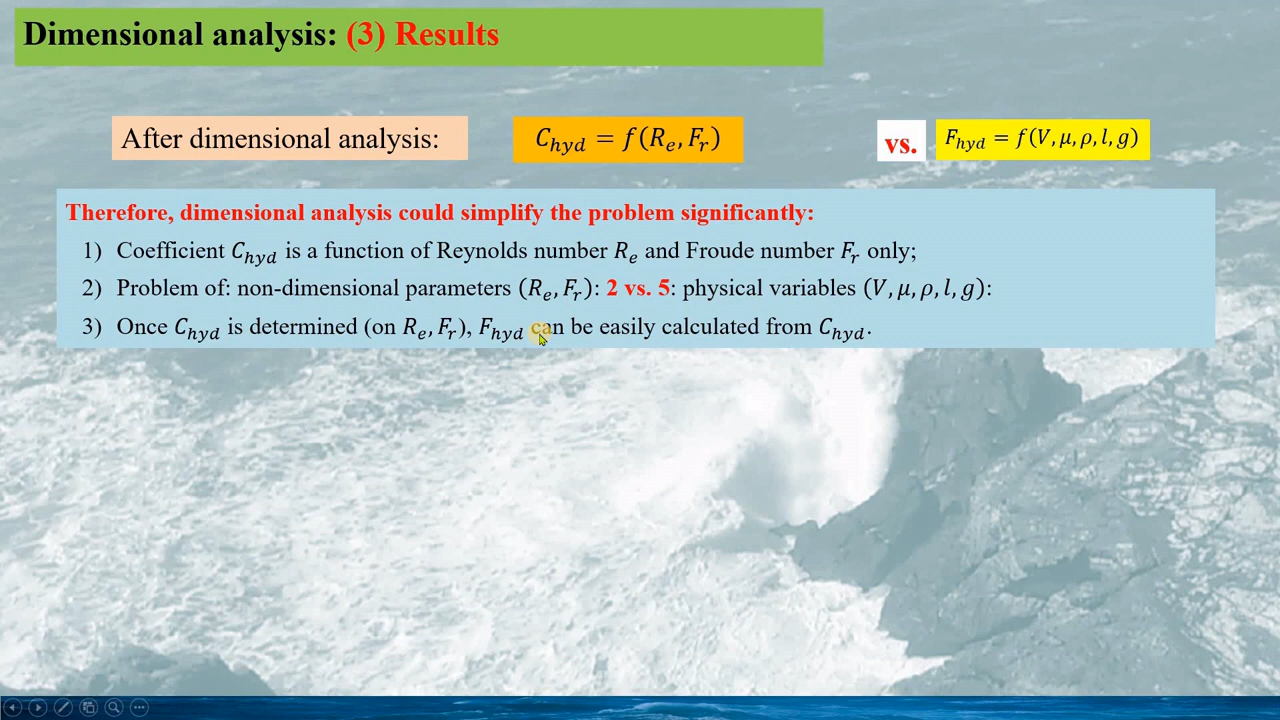 Dimensional analysis: (3) Results
After dimensional analysis: C_hyd = f(R_e, F_r) vs. F_hyd = f(V, μ, ρ, l, g)
Therefore, dimensional analysis could simplify the problem significantly:
1) Coefficient C_hyd is a function of Reynolds number R_e and Froude number F_r only;
2) Problem of: non-dimensional parameters (R_e, F_r): 2 vs. 5: physical variables (V, μ, ρ, l, g):
3) Once C_hyd is determined (on R_e, F_r), F_hyd can be easily calculated from C_hyd.